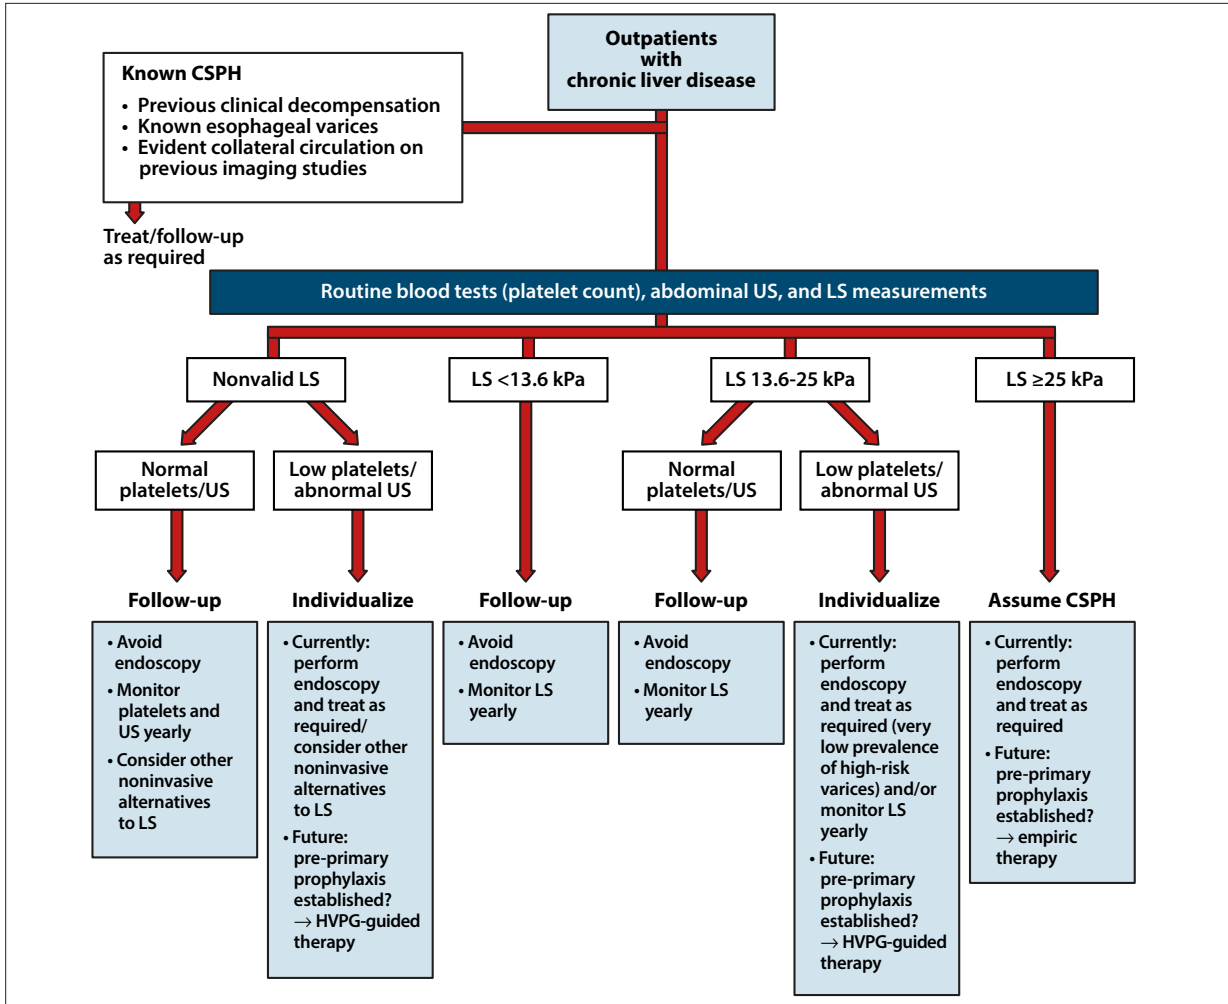 Outpatients
with
chronic liver disease
Known CSPH
• Previous clinical decompensation
• Known esophageal varices
• Evident collateral circulation on
previous imaging studies
Treat/follow-up
as required
Routine blood tests (platelet count), abdominal US, and LS measurements
Nonvalid LS
LS <13.6 kPa
LS 13.6-25 kPa
LS ≥25 kPa
Normal
platelets/US
Low platelets/
abnormal US
Normal
platelets/US
Low platelets/
abnormal US
Follow-up
• Avoid
endoscopy
• Monitor
platelets and
US yearly
• Consider other
noninvasive
alternatives
to LS
Individualize
• Currently:
perform
endoscopy
and treat as
required/
consider other
noninvasive
alternatives
to LS
• Future:
pre-primary
prophylaxis
established?
→ HVPG-guided
therapy
Follow-up
• Avoid
endoscopy
• Monitor LS
yearly
Follow-up
• Avoid
endoscopy
• Monitor LS
yearly
Individualize
• Currently:
perform
endoscopy
and treat as
required (very
low prevalence
of high-risk
varices) and/or
monitor LS
yearly
• Future:
pre-primary
prophylaxis
established?
→ HVPG-guided
therapy
Assume CSPH
• Currently:
perform
endoscopy
and treat as
required
• Future:
pre-primary
prophylaxis
established?
→ empiric
therapy